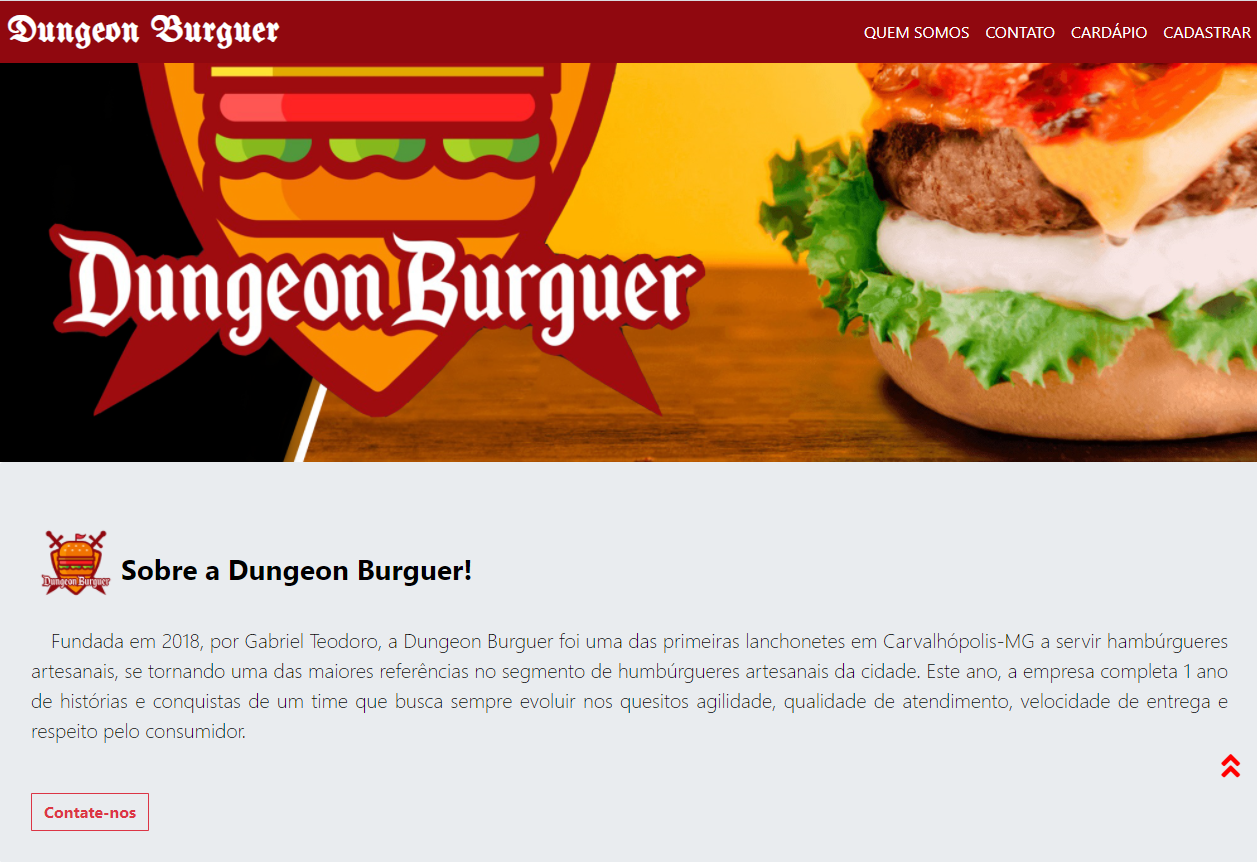 Dungeon Burguer
QUEM SOMOS CONTATO CARDÁPIO CADASTRAR
Dungeon Burguer
Dungeon Burguer
Sobre a Dungeon Burguer!
Fundada em 2018, por Gabriel Teodoro, a Dungeon Burguer foi uma das primeiras lanchonetes em Carvalhópolis-MG a servir hambúrgueres
artesanais, se tornando uma das maiores referências no segmento de humbúrgueres artesanais da cidade. Este ano, a empresa completa 1 ano
de histórias e conquistas de um time que busca sempre evoluir nos quesitos agilidade, qualidade de atendimento, velocidade de entrega e
respeito pelo consumidor.
Contate-nos